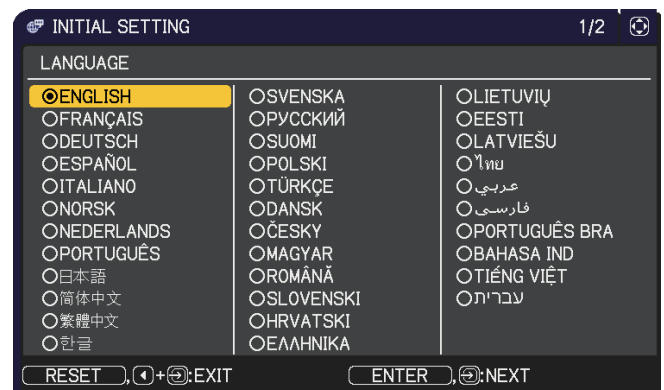 INITIAL SETTING 1/2
LANGUAGE
ENGLISH
FRANÇAIS
DEUTSCH
ESPAÑOL
ITALIANO
NORSK
NEDERLANDS
PORTUGUÊS
日本語
简体中文
繁體中文
한글
SVENSKA
РУССКИЙ
SUOMI
POLSKI
TÜRKÇE
DANSK
ČESKY
MAGYAR
ROMÂNĂ
SLOVENSKI
HRVATSKI
ΕΛΛΗΝΙΚΑ
LIETUVIŲ
EESTI
LATVIEŠU
ไทย
عربي
فارسی
PORTUGUÊS BRA
BAHASA IND
TIẾNG VIỆT
עברית
RESET ,+:EXIT ENTER ,:NEXT